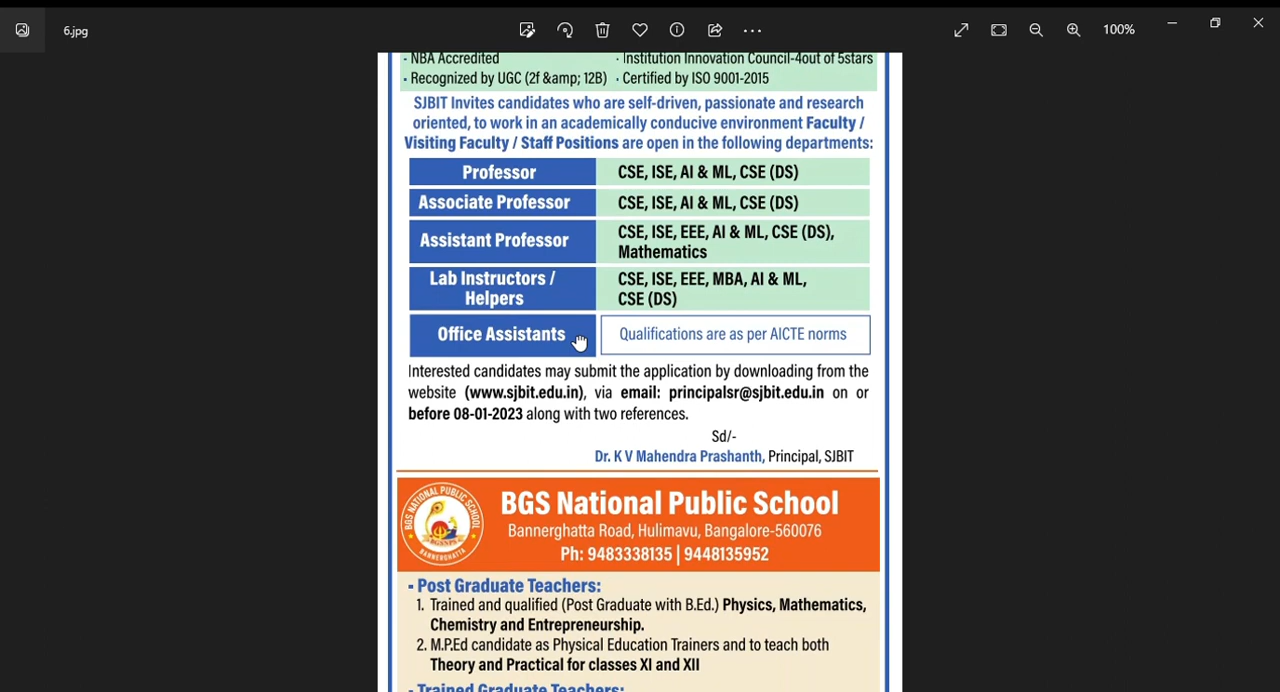 6.jpg
100%
· NBA Accredited
· Institution Innovation Council-4out of 5stars
· Recognized by UGC (2f &amp; 12B)
· Certified by ISO 9001-2015
SJBIT Invites candidates who are self-driven, passionate and research
oriented, to work in an academically conducive environment Faculty /
Visiting Faculty / Staff Positions are open in the following departments:
Professor
CSE, ISE, AI & ML, CSE (DS)
Associate Professor
CSE, ISE, AI & ML, CSE (DS)
Assistant Professor
CSE, ISE, EEE, AI & ML, CSE (DS),
Mathematics
Lab Instructors /
Helpers
CSE, ISE, EEE, MBA, AI & ML,
CSE (DS)
Office Assistants
Qualifications are as per AICTE norms
Interested candidates may submit the application by downloading from the
website (www.sjbit.edu.in), via email: principalsr@sjbit.edu.in on or
before 08-01-2023 along with two references.
Sd/-
Dr. K V Mahendra Prashanth, Principal, SJBIT
BGS NATIONAL PUBLIC SCHOOL
BANNERGHATTA
BGS National Public School
Bannerghatta Road, Hulimavu, Bangalore-560076
Ph: 9483338135 | 9448135952
- Post Graduate Teachers:
1. Trained and qualified (Post Graduate with B.Ed.) Physics, Mathematics,
Chemistry and Entrepreneurship.
2. M.P.Ed candidate as Physical Education Trainers and to teach both
Theory and Practical for classes XI and XII
- Trained Graduate Teachers: